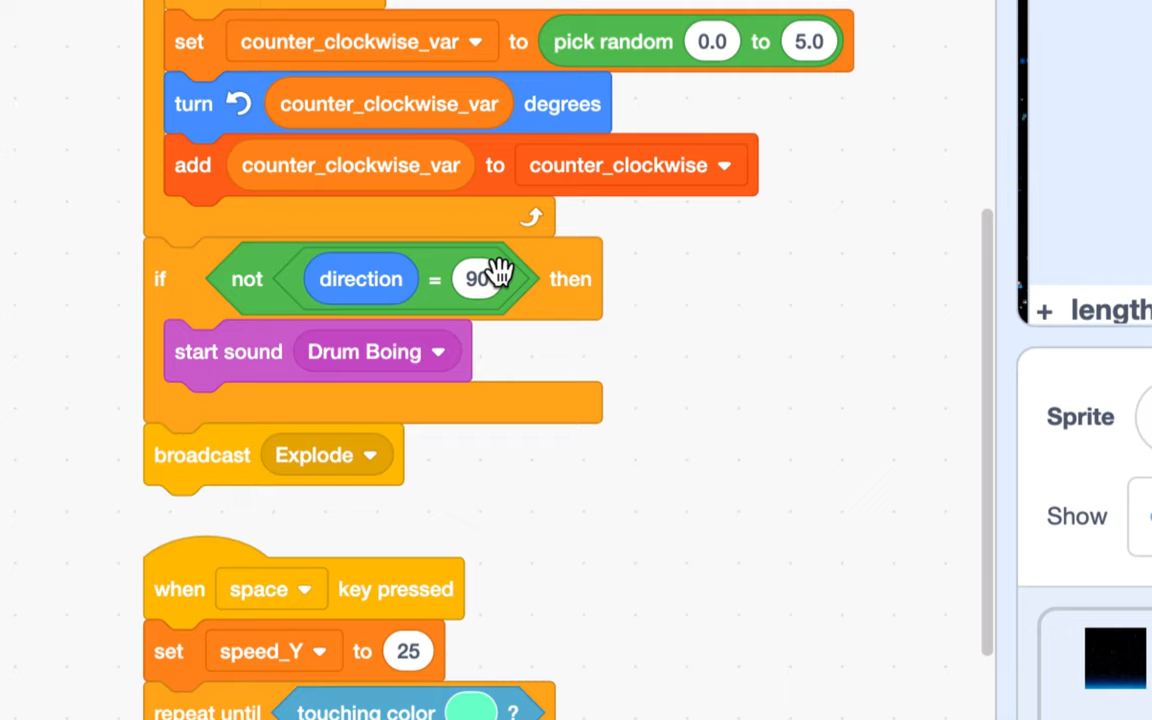 set counter_clockwise_var to pick random 0.0 to 5.0
turn counter_clockwise_var degrees
add counter_clockwise_var to counter_clockwise
if not direction = 90 then
start sound Drum Boing
broadcast Explode
when space key pressed
set speed_Y to 25
repeat until touching color ?
+ length
Sprite
Show